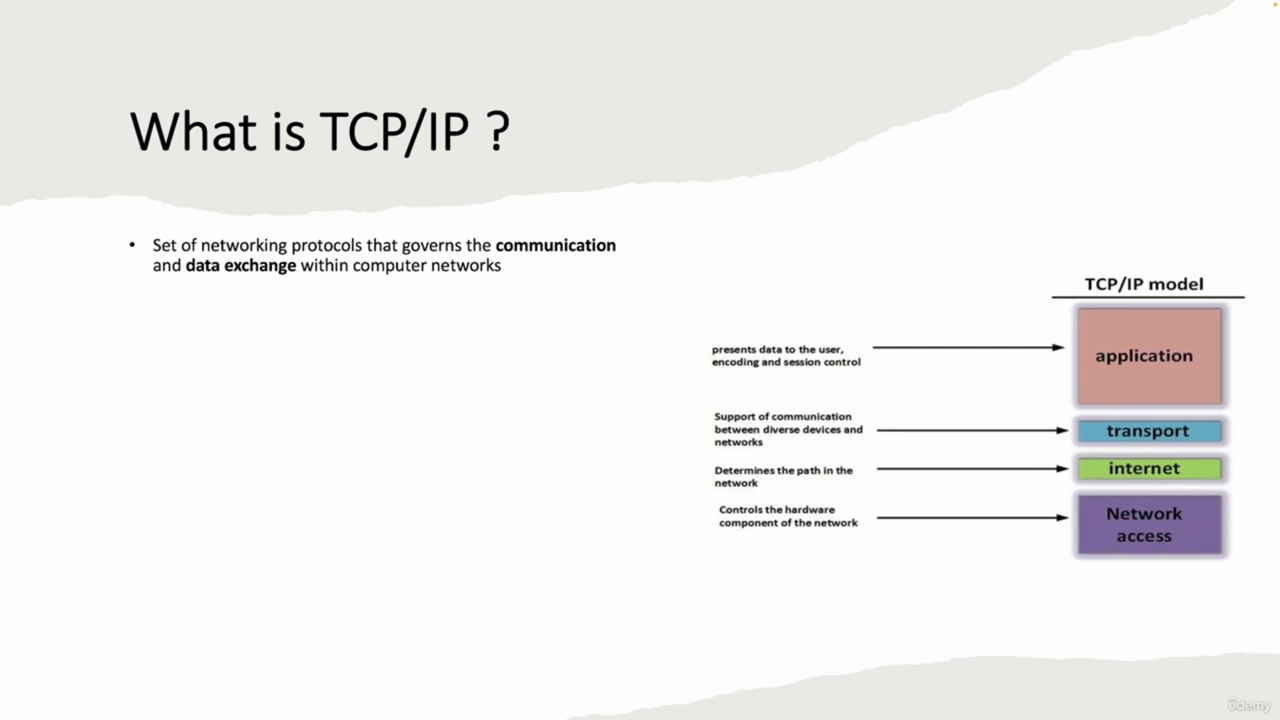 What is TCP/IP ?
• Set of networking protocols that governs the communication
and data exchange within computer networks
TCP/IP model
presents data to the user,
encoding and session control
application
Support of communication
between diverse devices and
networks
transport
Determines the path in the
network
internet
Controls the hardware
component of the network
Network
access
ûdemy